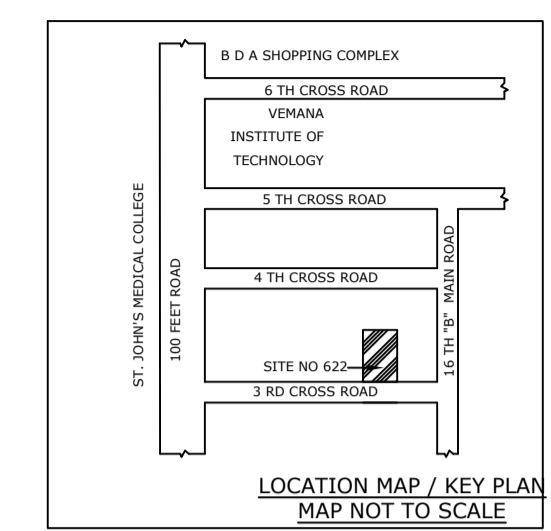 B D A SHOPPING COMPLEX
6 TH CROSS ROAD
VEMANA
INSTITUTE OF
TECHNOLOGY
5 TH CROSS ROAD
ST. JOHN'S MEDICAL COLLEGE
100 FEET ROAD
16 TH "B" MAIN ROAD
4 TH CROSS ROAD
SITE NO 622
3 RD CROSS ROAD
LOCATION MAP / KEY PLAN
MAP NOT TO SCALE